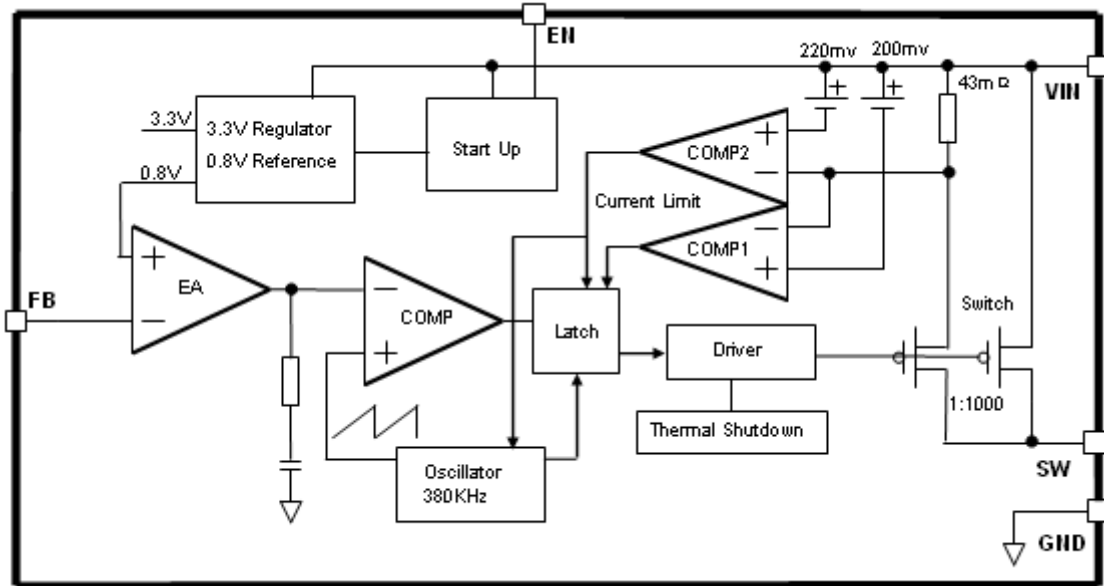 EN
220mv 200mv
43mΩ
VIN
3.3V
3.3V Regulator
0.8V Reference
Start Up
+
+
+
COMP2
−
0.8V
Current Limit
−
COMP1
+
+
EA
−
FB
−
COMP
+
Latch
Switch
Driver
1:1000
Thermal Shutdown
Oscillator
380KHz
SW
GND